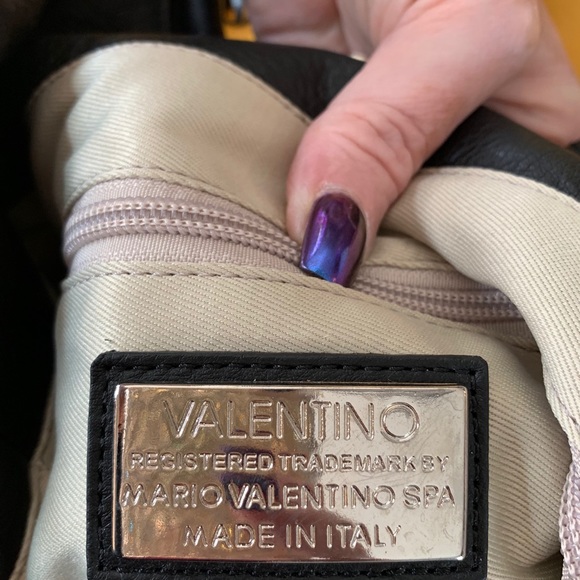 VALENTINO
REGISTERED TRADEMARK BY
MARIO VALENTINO SPA
MADE IN ITALY